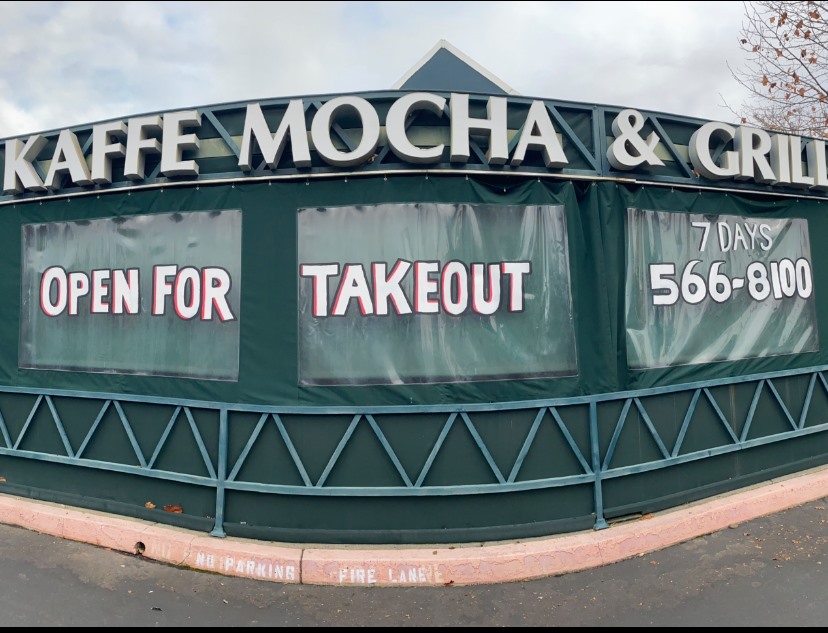 KAFFE MOCHA & GRILL
OPEN FOR TAKEOUT
7 DAYS
566-8100
NO PARKING FIRE LANE